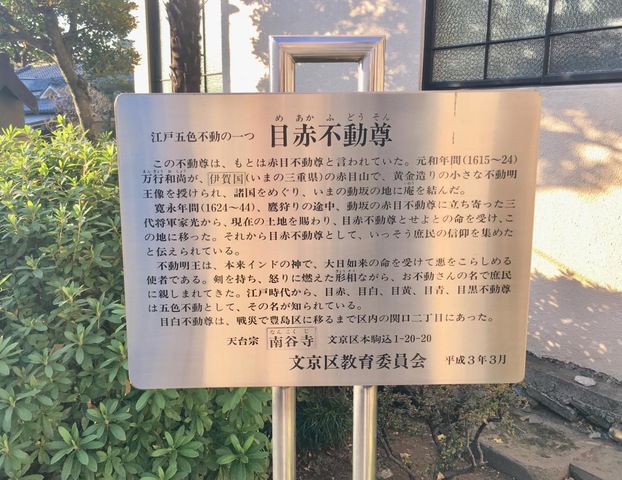 め あか ふ どう そん
江戸五色不動の一つ 目赤不動尊
この不動尊は、もとは赤目不動尊と言われていた。元和年間(1615〜24)
まんぎょうおしょう
万行和尚が、伊賀国(いまの三重県)の赤目山で、黄金造りの小さな不動明
王像を授けられ、諸国をめぐり、いまの動坂の地に庵を結んだ。
寛永年間(1624〜44)、鷹狩りの途中、動坂の赤目不動尊に立ち寄った三
代将軍家光から、現在の土地を賜わり、目赤不動尊とせよとの命を受け、こ
の地に移った。それから目赤不動尊として、いっそう庶民の信仰を集めた
と伝えられている。
不動明王は、本来インドの神で、大日如来の命を受けて悪をこらしめる
使者である。剣を持ち、怒りに燃えた形相ながら、お不動さんの名で庶民
に親しまれてきた。江戸時代から、目赤、目白、目黄、目青、目黒不動尊
は五色不動として、その名が知られている。
目白不動尊は、戦災で豊島区に移るまで区内の関口二丁目にあった。
なんこくじ
天台宗 南谷寺 文京区本駒込1-20-20
文京区教育委員会 平成3年3月